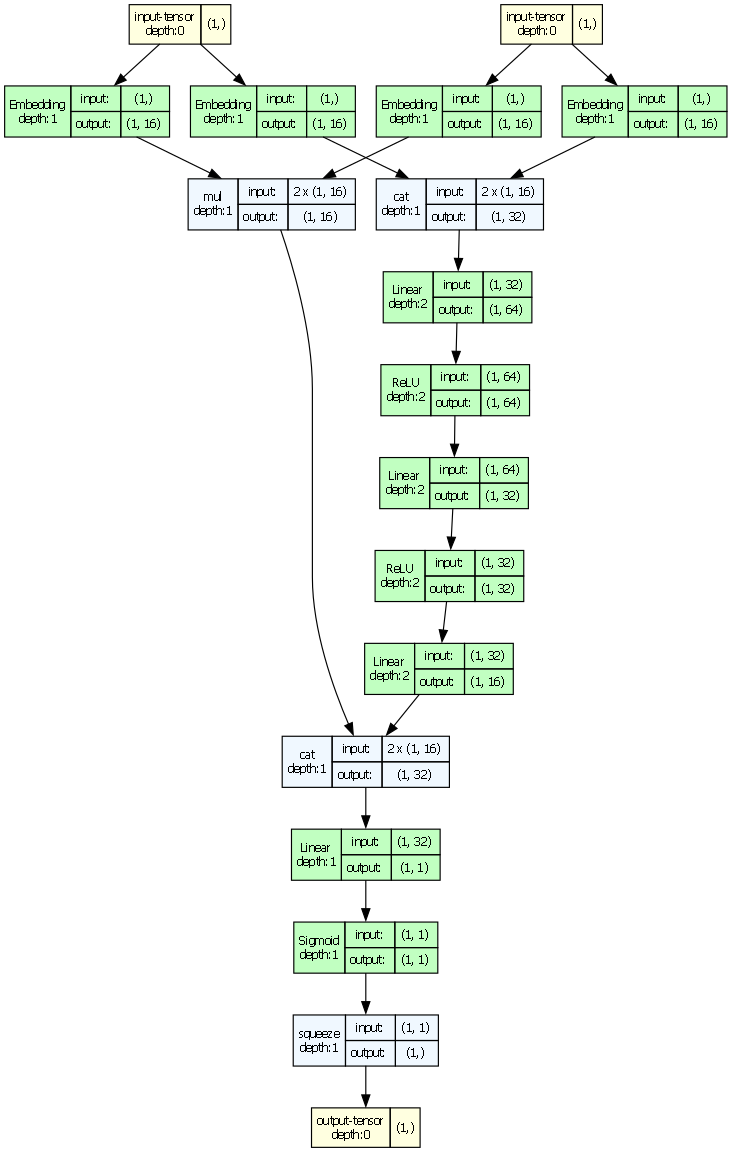 input-tensor
depth:0
(1,)
input-tensor
depth:0
(1,)
Embedding
depth:1
input:
(1,)
output:
(1, 16)
Embedding
depth:1
input:
(1,)
output:
(1, 16)
Embedding
depth:1
input:
(1,)
output:
(1, 16)
Embedding
depth:1
input:
(1,)
output:
(1, 16)
mul
depth:1
input:
2 x (1, 16)
output:
(1, 16)
cat
depth:1
input:
2 x (1, 16)
output:
(1, 32)
Linear
depth:2
input:
(1, 32)
output:
(1, 64)
ReLU
depth:2
input:
(1, 64)
output:
(1, 64)
Linear
depth:2
input:
(1, 64)
output:
(1, 32)
ReLU
depth:2
input:
(1, 32)
output:
(1, 32)
Linear
depth:2
input:
(1, 32)
output:
(1, 16)
cat
depth:1
input:
2 x (1, 16)
output:
(1, 32)
Linear
depth:1
input:
(1, 32)
output:
(1, 1)
Sigmoid
depth:1
input:
(1, 1)
output:
(1, 1)
squeeze
depth:1
input:
(1, 1)
output:
(1,)
output-tensor
depth:0
(1,)